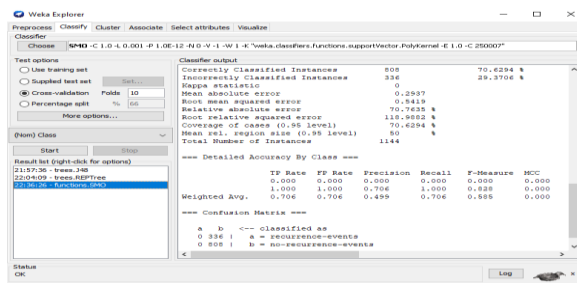 Weka Explorer
Preprocess Classify Cluster Associate Select attributes Visualize
Classifier
Choose SMO -C 1.0 -L 0.001 -P 1.0E-12 -N 0 -V -1 -W 1 -K "weka.classifiers.functions.supportVector.PolyKernel -E 1.0 -C 250007"
Test options
Use training set
Supplied test set Set...
Cross-validation Folds 10
Percentage split % 66
More options...
(Nom) Class
Start Stop
Result list (right-click for options)
21:57:36 - trees.J48
22:04:09 - trees.REPTree
22:36:26 - functions.SMO
Classifier output
Correctly Classified Instances 808 70.6294 %
Incorrectly Classified Instances 336 29.3706 %
Kappa statistic 0
Mean absolute error 0.2937
Root mean squared error 0.5419
Relative absolute error 70.7635 %
Root relative squared error 118.9882 %
Coverage of cases (0.95 level) 70.6294 %
Mean rel. region size (0.95 level) 50 %
Total Number of Instances 1144
=== Detailed Accuracy By Class ===
TP Rate FP Rate Precision Recall F-Measure MCC
0.000 0.000 0.000 0.000 0.000 0.000
1.000 1.000 0.706 1.000 0.828 0.000
Weighted Avg. 0.706 0.706 0.499 0.706 0.585 0.000
=== Confusion Matrix ===
a b <-- classified as
0 336 | a = recurrence-events
0 808 | b = no-recurrence-events
Status
OK
Log
x 0